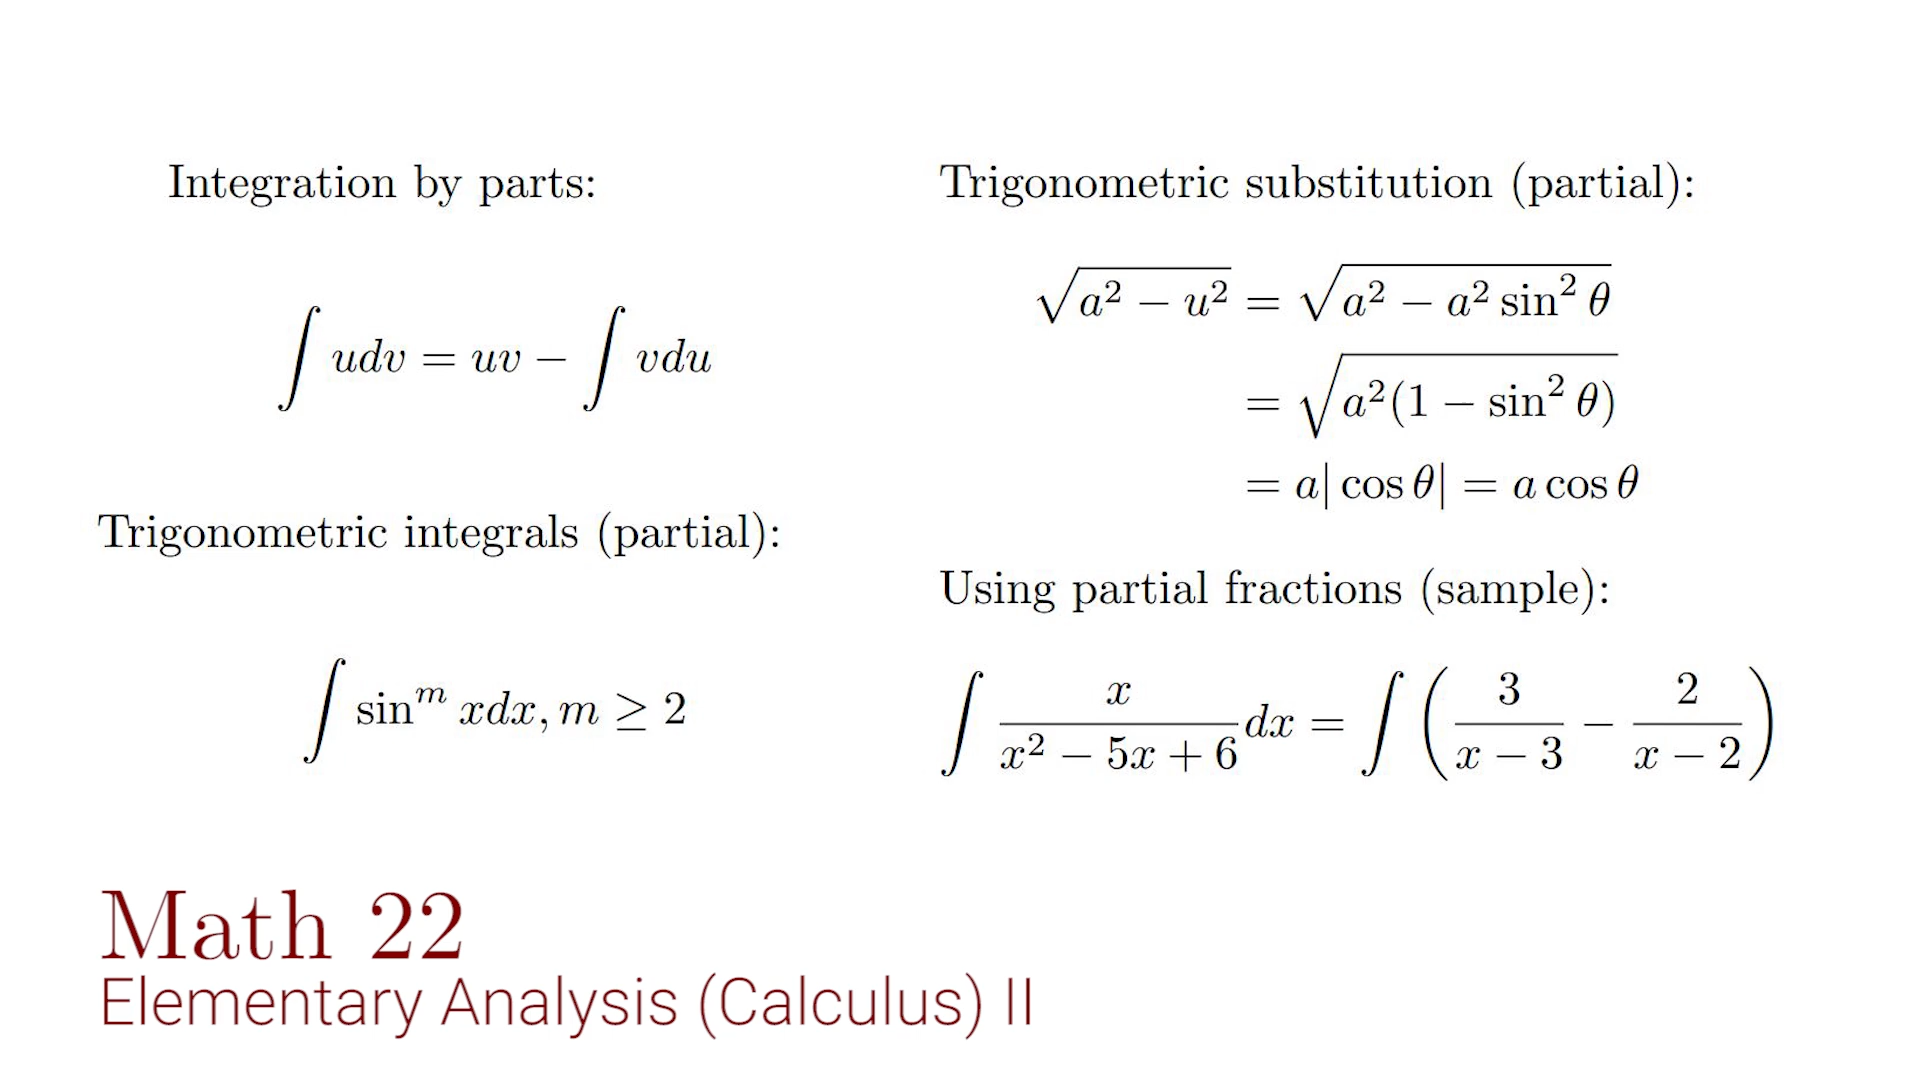 Integration by parts:
∫ udv = uv − ∫ vdu
Trigonometric integrals (partial):
∫ sin^m xdx, m ≥ 2
Trigonometric substitution (partial):
√(a² − u²) = √(a² − a² sin² θ)
= √(a²(1 − sin² θ))
= a| cos θ| = a cos θ
Using partial fractions (sample):
∫ x/(x² − 5x + 6) dx = ∫ (3/(x − 3) − 2/(x − 2))
Math 22
Elementary Analysis (Calculus) II